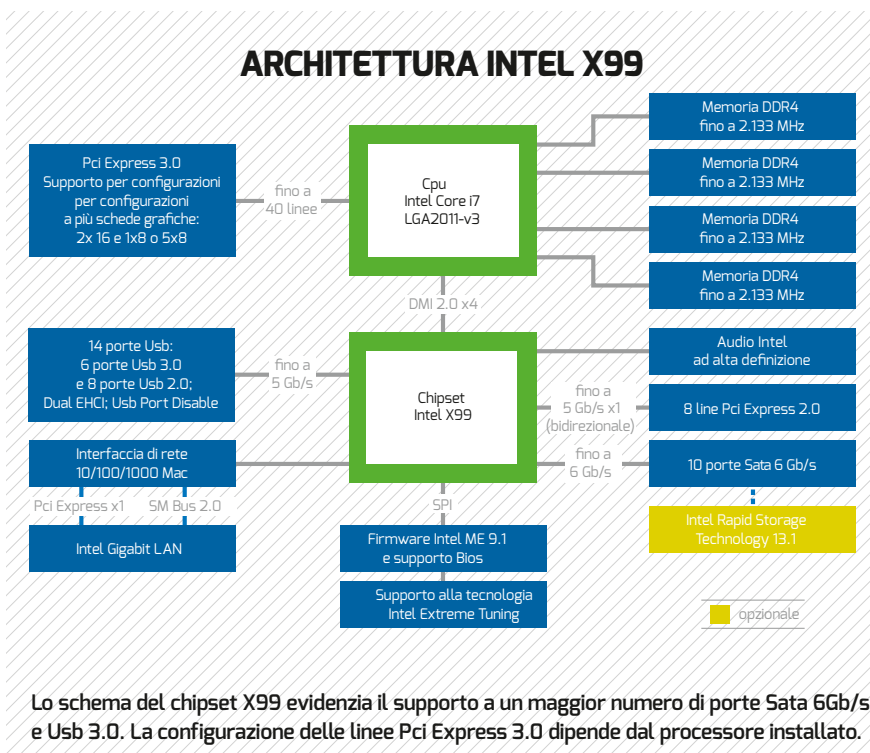 ARCHITETTURA INTEL X99
Pci Express 3.0
Supporto per configurazioni
per configurazioni
a più schede grafiche:
2x 16 e 1x8 o 5x8
fino a
40 linee
Cpu
Intel Core i7
LGA2011-v3
Memoria DDR4
fino a 2.133 MHz
Memoria DDR4
fino a 2.133 MHz
Memoria DDR4
fino a 2.133 MHz
Memoria DDR4
fino a 2.133 MHz
DMI 2.0 x4
14 porte Usb:
6 porte Usb 3.0
e 8 porte Usb 2.0;
Dual EHCI; Usb Port Disable
fino a
5 Gb/s
Chipset
Intel X99
Audio Intel
ad alta definizione
fino a
5 Gb/s x1
(bidirezionale)
8 line Pci Express 2.0
fino a
6 Gb/s
10 porte Sata 6 Gb/s
Interfaccia di rete
10/100/1000 Mac
Pci Express x1
SM Bus 2.0
Intel Gigabit LAN
SPI
Firmware Intel ME 9.1
e supporto Bios
Supporto alla tecnologia
Intel Extreme Tuning
Intel Rapid Storage
Technology 13.1
opzionale
Lo schema del chipset X99 evidenzia il supporto a un maggior numero di porte Sata 6Gb/s
e Usb 3.0. La configurazione delle linee Pci Express 3.0 dipende dal processore installato.